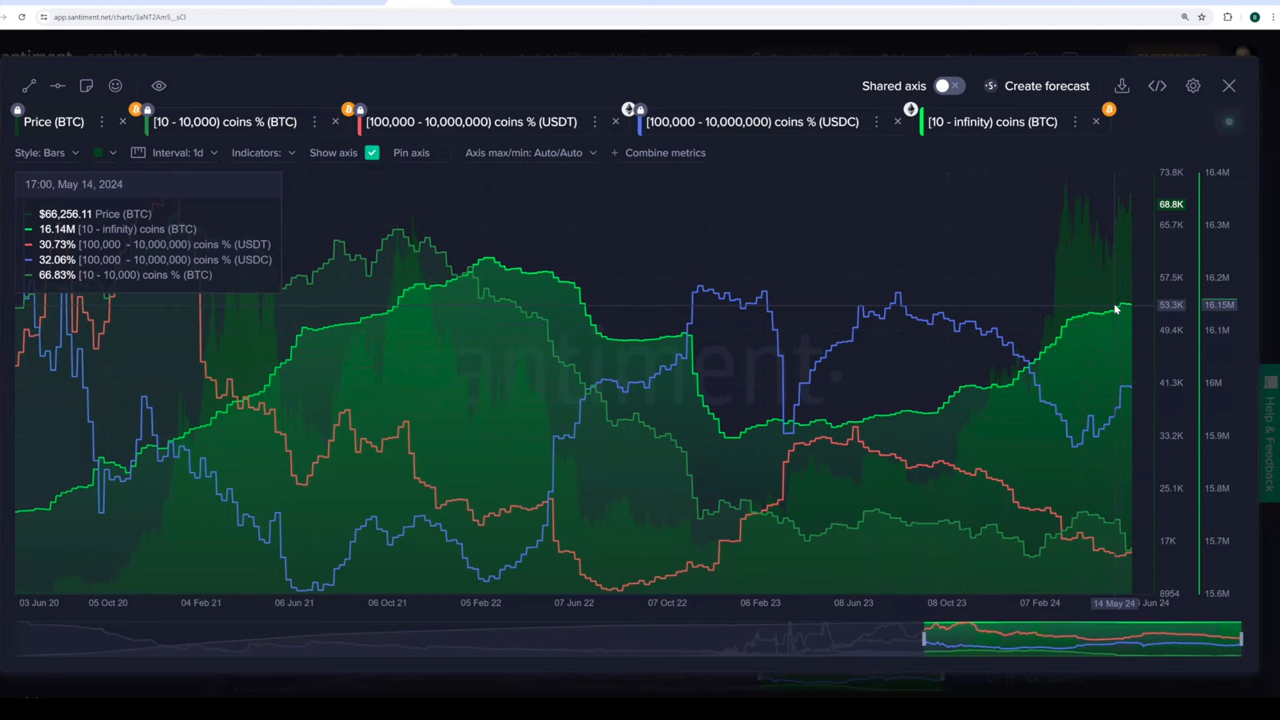 app.santiment.net/charts/3aNT2Am5__sCl
Shared axis
Create forecast
Price (BTC)
[10 - 10,000) coins % (BTC)
[100,000 - 10,000,000) coins % (USDT)
[100,000 - 10,000,000) coins % (USDC)
[10 - infinity) coins (BTC)
Style: Bars
Interval: 1d
Indicators:
Show axis
Pin axis
Axis max/min: Auto/Auto
+ Combine metrics
17:00, May 14, 2024
$66,256.11 Price (BTC)
16.14M [10 - infinity) coins (BTC)
30.73% [100,000 - 10,000,000) coins % (USDT)
32.06% [100,000 - 10,000,000) coins % (USDC)
66.83% [10 - 10,000) coins % (BTC)
santiment.
73.8K
68.8K
65.7K
57.5K
53.3K
49.4K
41.3K
33.2K
25.1K
17K
8954
16.4M
16.3M
16.2M
16.15M
16.1M
16M
15.9M
15.8M
15.7M
15.6M
03 Jun 20
05 Oct 20
04 Feb 21
06 Jun 21
06 Oct 21
05 Feb 22
07 Jun 22
07 Oct 22
06 Feb 23
08 Jun 23
08 Oct 23
07 Feb 24
14 May 24
Jun 24
Help & Feedback